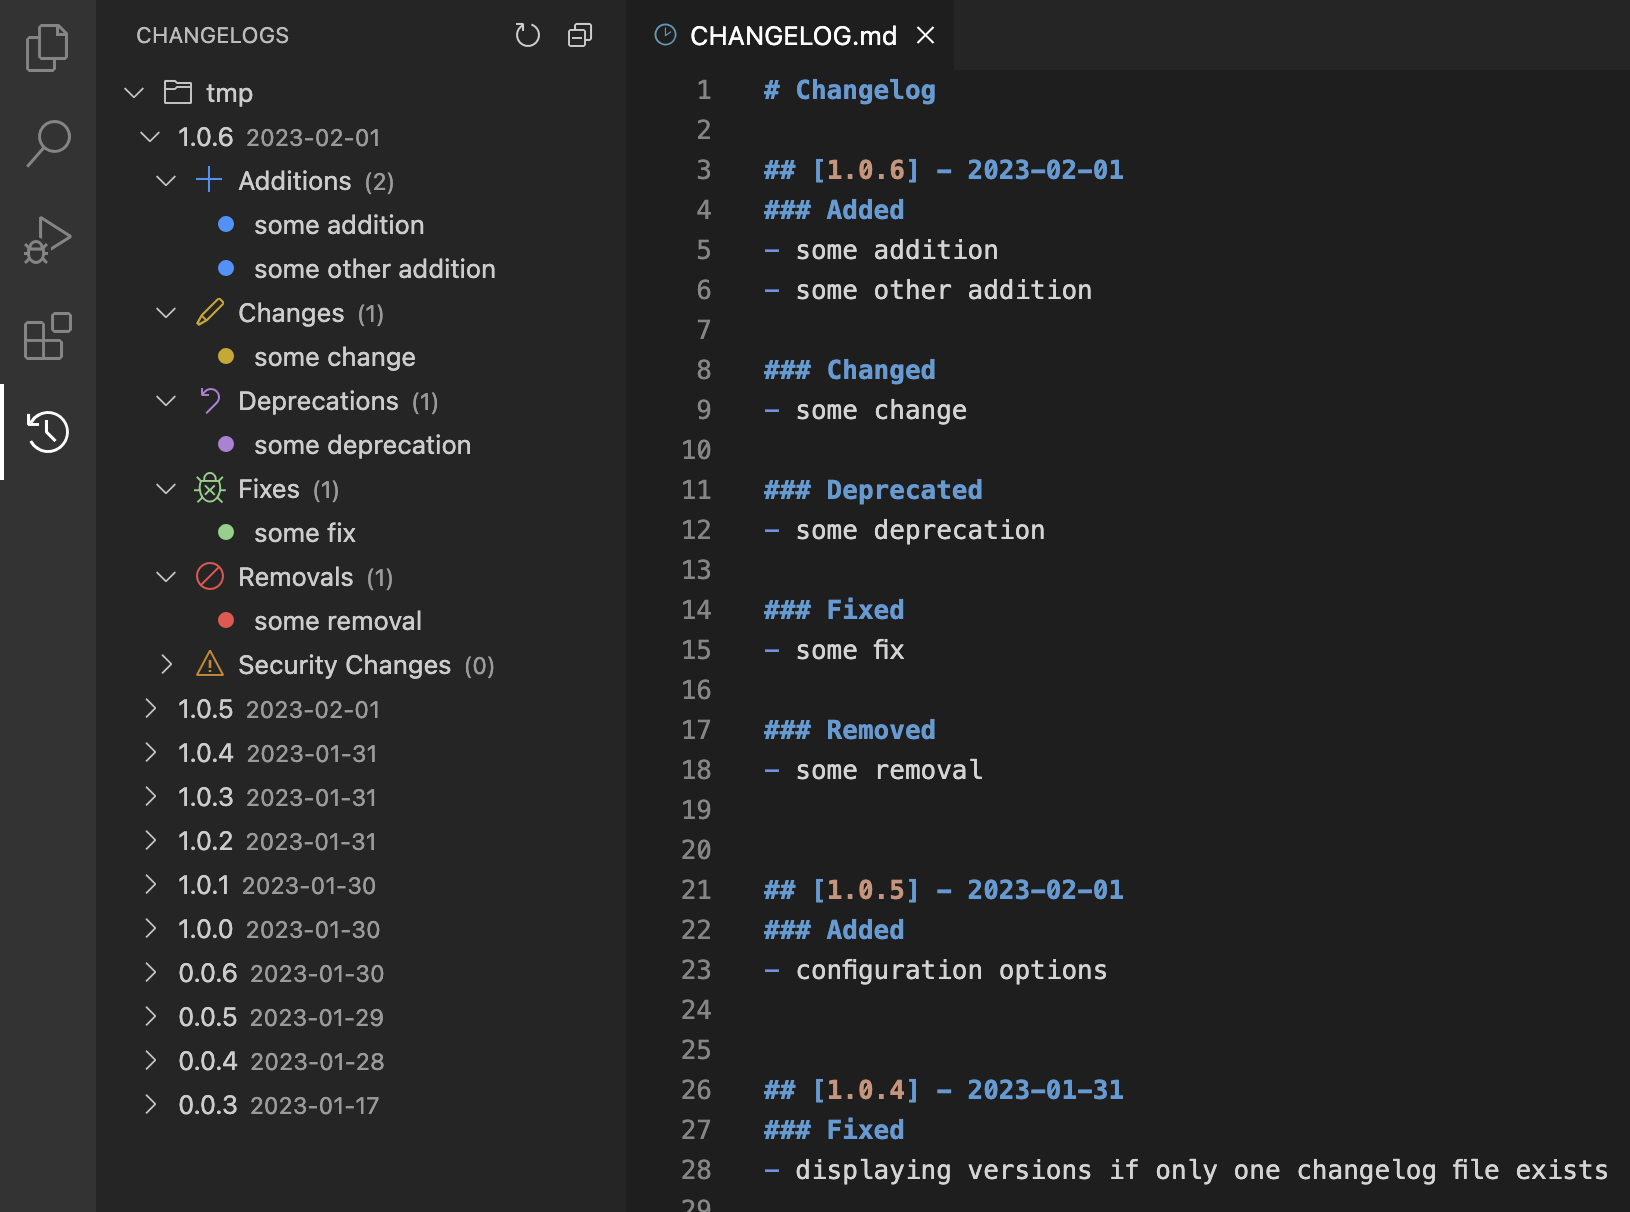 CHANGELOGS
tmp
1.0.6 2023-02-01
Additions (2)
some addition
some other addition
Changes (1)
some change
Deprecations (1)
some deprecation
Fixes (1)
some fix
Removals (1)
some removal
Security Changes (0)
1.0.5 2023-02-01
1.0.4 2023-01-31
1.0.3 2023-01-31
1.0.2 2023-01-31
1.0.1 2023-01-30
1.0.0 2023-01-30
0.0.6 2023-01-30
0.0.5 2023-01-29
0.0.4 2023-01-28
0.0.3 2023-01-17
CHANGELOG.md
1 # Changelog
2
3 ## [1.0.6] - 2023-02-01
4 ### Added
5 - some addition
6 - some other addition
7
8 ### Changed
9 - some change
10
11 ### Deprecated
12 - some deprecation
13
14 ### Fixed
15 - some fix
16
17 ### Removed
18 - some removal
19
20
21 ## [1.0.5] - 2023-02-01
22 ### Added
23 - configuration options
24
25
26 ## [1.0.4] - 2023-01-31
27 ### Fixed
28 - displaying versions if only one changelog file exists
29